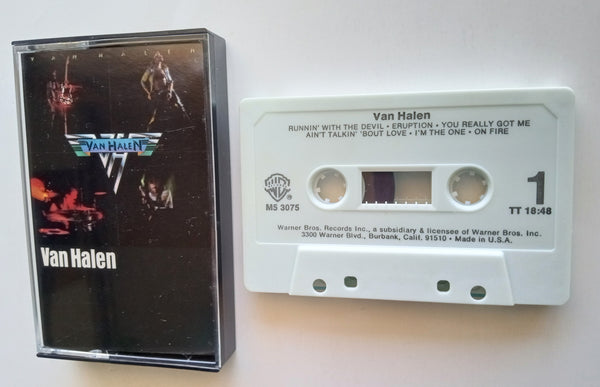 VAN HALEN
VAN HALEN
Van Halen
Van Halen
RUNNIN' WITH THE DEVIL • ERUPTION • YOU REALLY GOT ME
AIN'T TALKIN' 'BOUT LOVE • I'M THE ONE • ON FIRE
WB
M5 3075
1
TT 18:48
Warner Bros. Records Inc., a subsidiary & licensee of Warner Bros. Inc.
3300 Warner Blvd., Burbank, Calif. 91510 • Made in U.S.A.